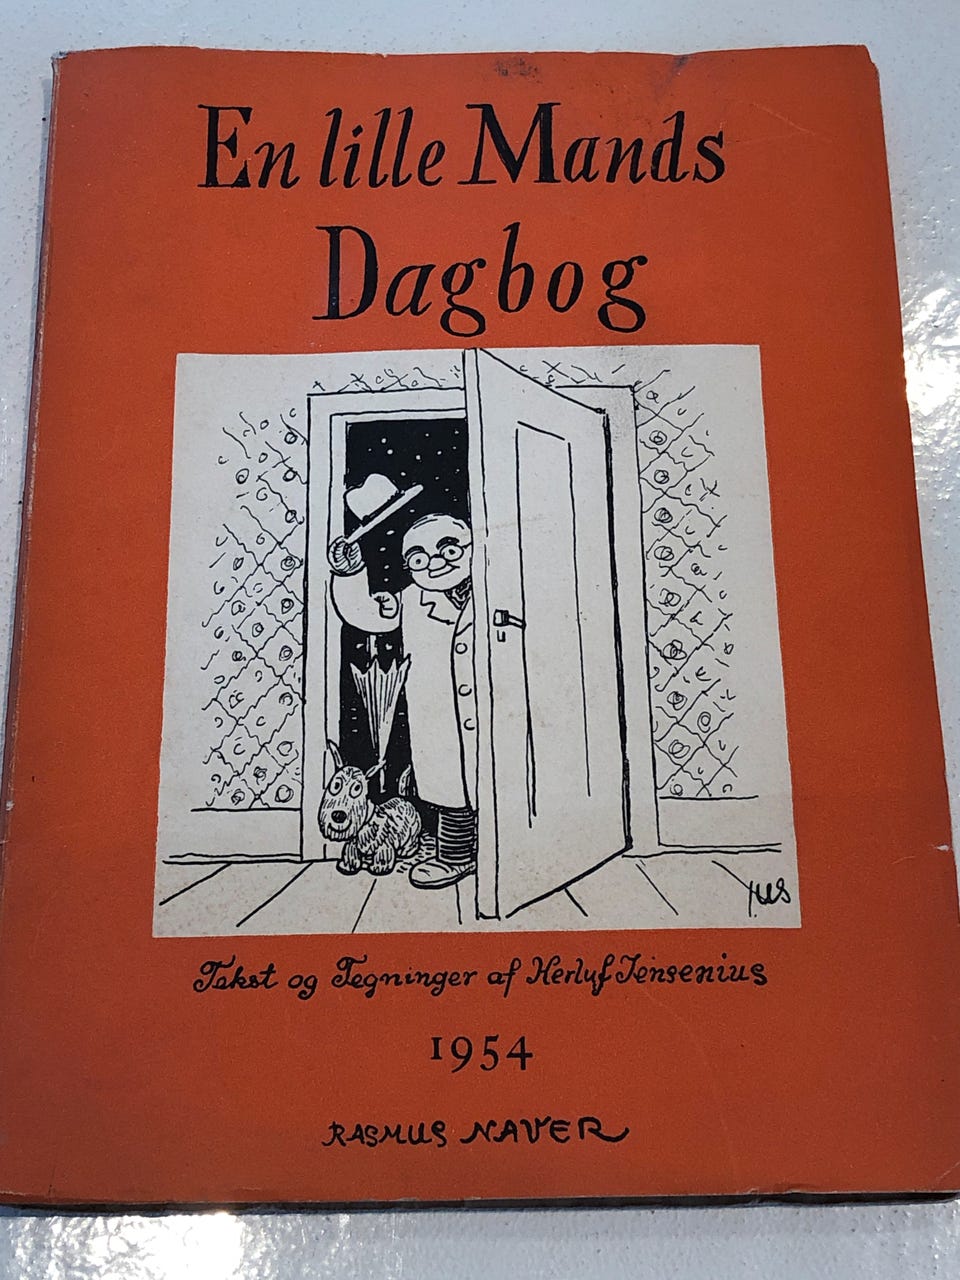 En lille Mands
Dagbog
Tekst og Tegninger af Herluf Jensenius
1954
RASMUS NAVER